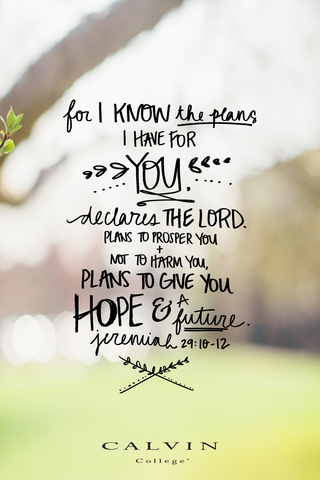 for I KNOW the plans
I HAVE FOR
YOU.
declares THE LORD.
PLANS TO PROSPER YOU
+
NOT TO HARM YOU,
PLANS TO GIVE YOU
HOPE & A future.
jeremiah 29:10-12
CALVIN
College